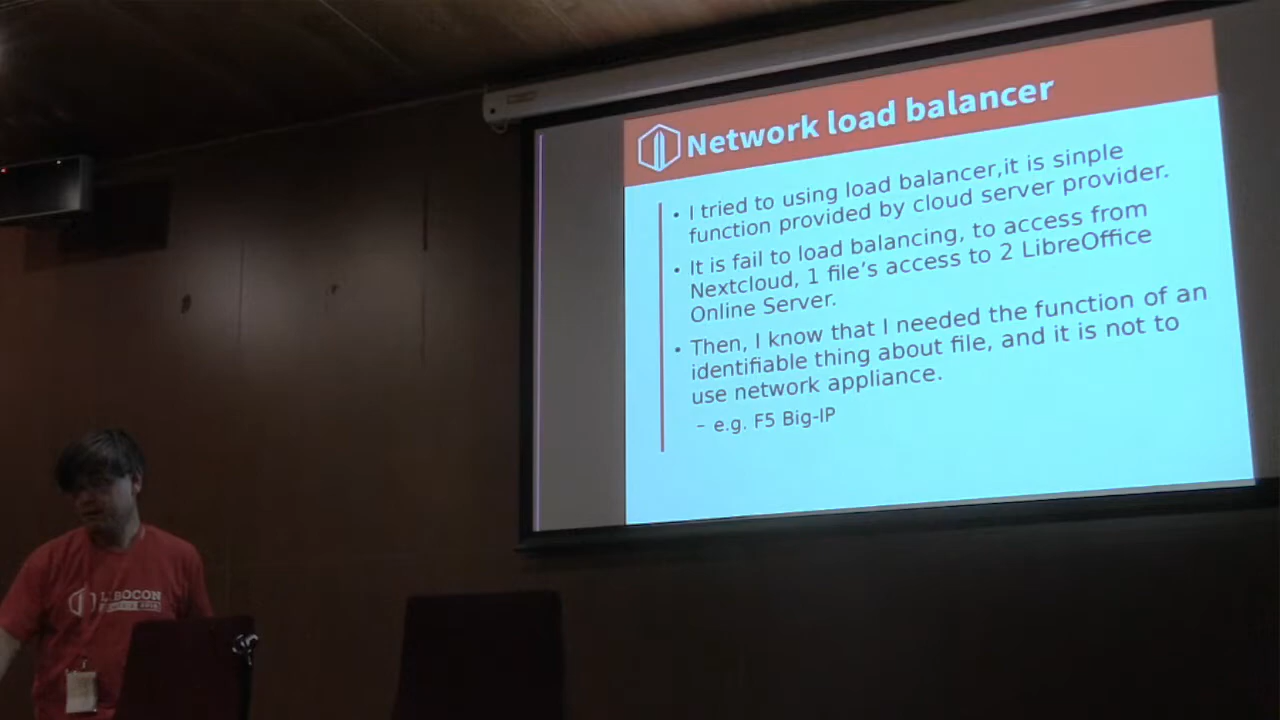 Network load balancer
• I tried to using load balancer,it is sinple
function provided by cloud server provider.
• It is fail to load balancing, to access from
Nextcloud, 1 file's access to 2 LibreOffice
Online Server.
• Then, I know that I needed the function of an
identifiable thing about file, and it is not to
use network appliance.
– e.g. F5 Big-IP
BOCON